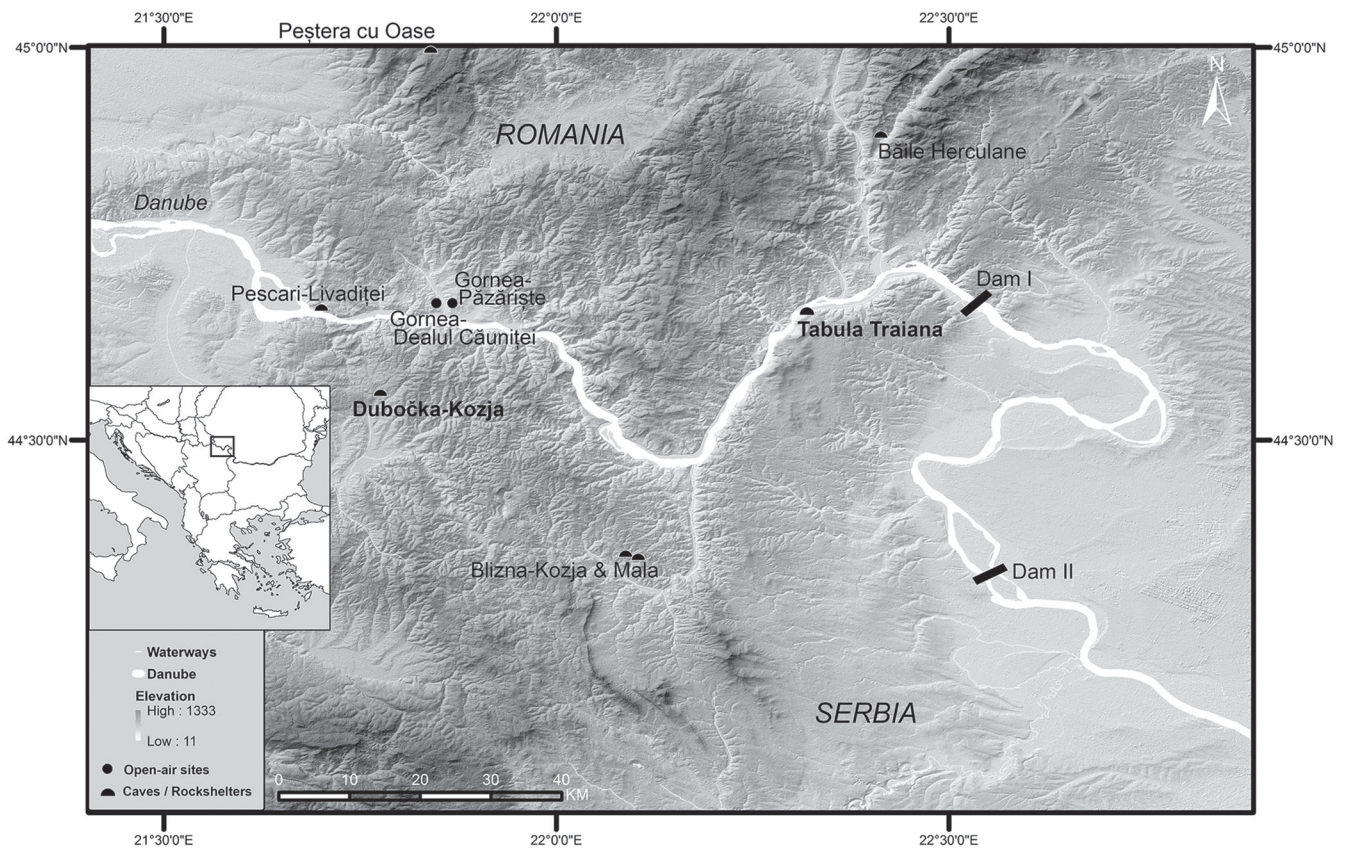 21°30'0"E
22°0'0"E
22°30'0"E
Peștera cu Oase
45°0'0"N
45°0'0"N
N
ROMANIA
Băile Herculane
Danube
Dam I
Gornea-
Păzăriște
Pescari-Livadiței
Gornea-
Dealul Căuniței
Tabula Traiana
Dubočka-Kozja
44°30'0"N
44°30'0"N
Blizna-Kozja & Mala
Dam II
Waterways
Danube
Elevation
High : 1333
Low : 11
SERBIA
Open-air sites
Caves / Rockshelters
0 10 20 30 40
KM
21°30'0"E
22°0'0"E
22°30'0"E